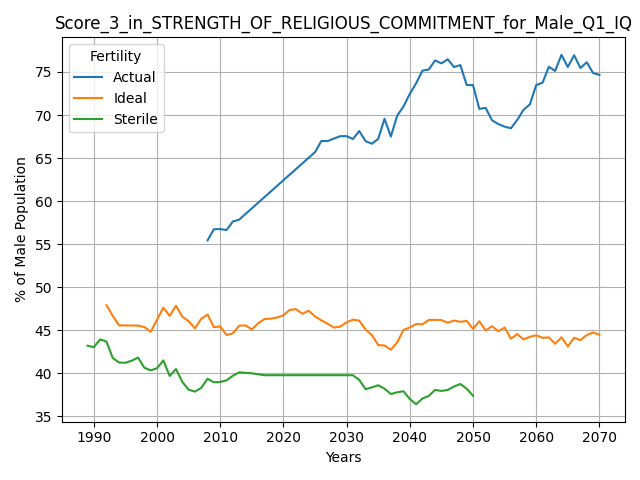 Score_3_in_STRENGTH_OF_RELIGIOUS_COMMITMENT_for_Male_Q1_IQ
Fertility
Actual
Ideal
Sterile
% of Male Population
75
70
65
60
55
50
45
40
35
1990 2000 2010 2020 2030 2040 2050 2060 2070
Years